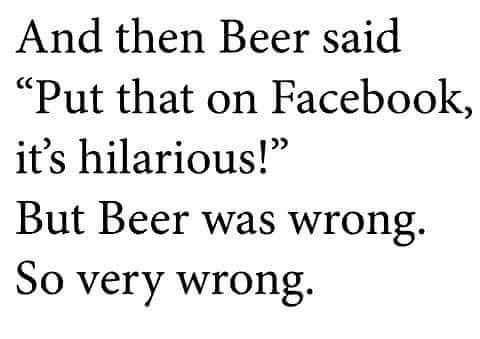 And then Beer said
“Put that on Facebook,
it’s hilarious!”
But Beer was wrong.
So very wrong.